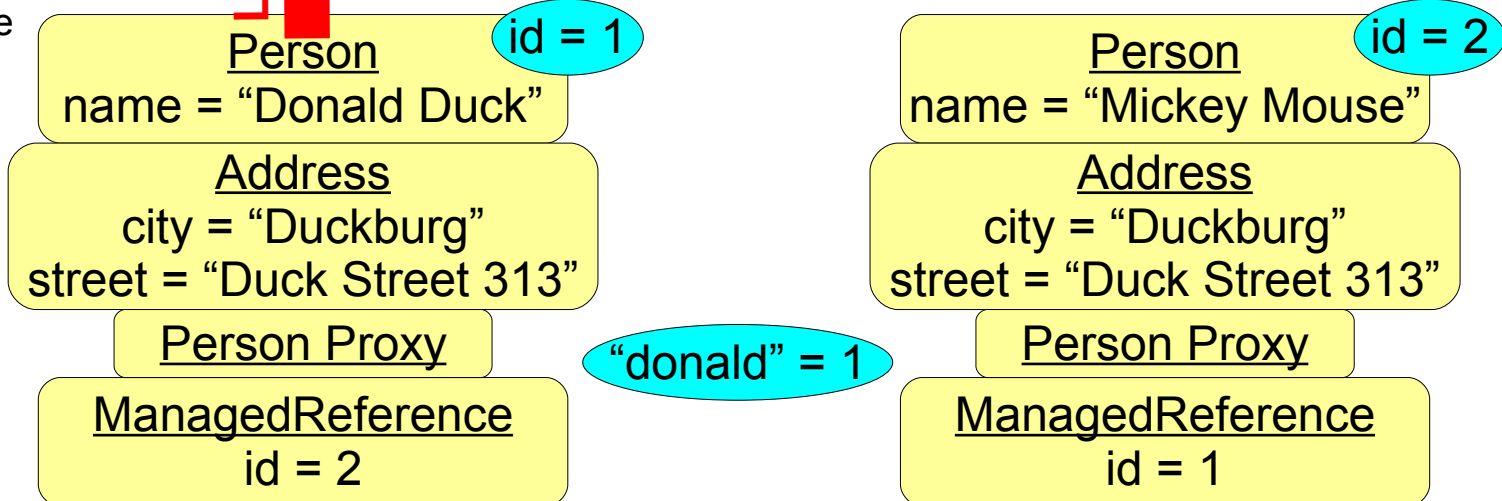 e
Person
id = 1
name = “Donald Duck”
Address
city = “Duckburg”
street = “Duck Street 313”
Person Proxy
ManagedReference
id = 2
“donald” = 1
Person
id = 2
name = “Mickey Mouse”
Address
city = “Duckburg”
street = “Duck Street 313”
Person Proxy
ManagedReference
id = 1